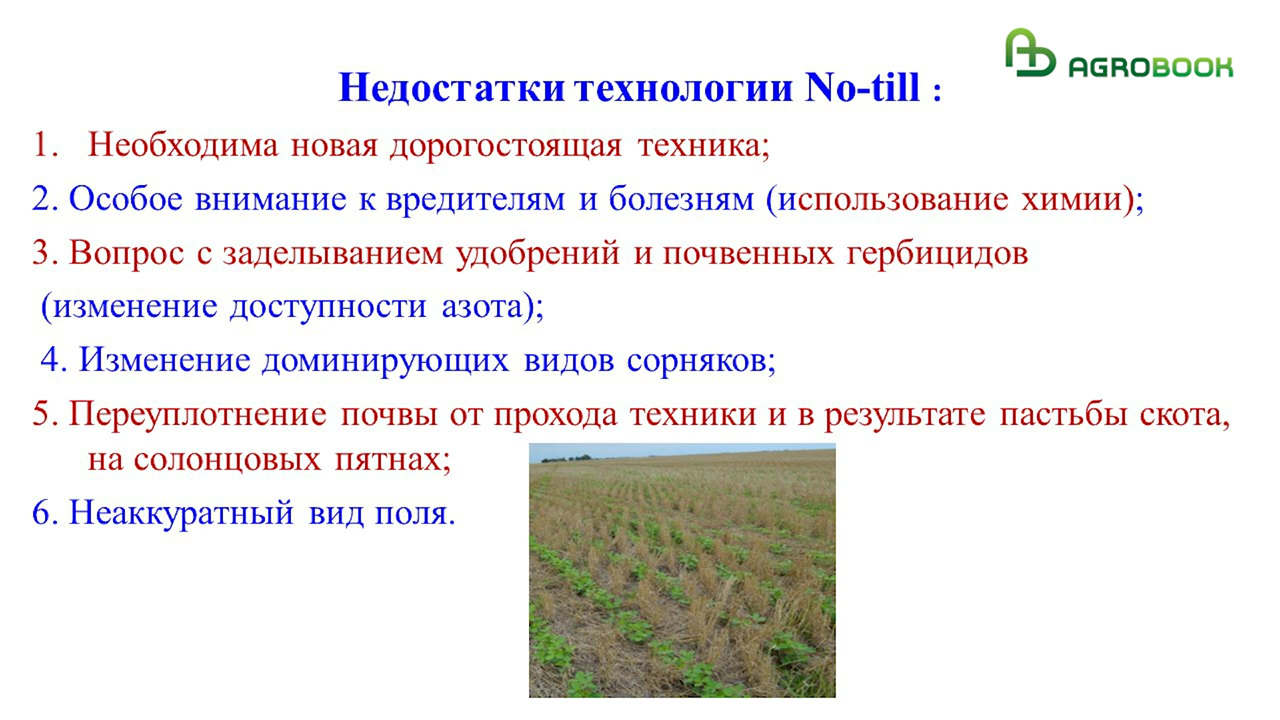 AGROBOOK
Недостатки технологии No-till :
1. Необходима новая дорогостоящая техника;
2. Особое внимание к вредителям и болезням (использование химии);
3. Вопрос с заделыванием удобрений и почвенных гербицидов
(изменение доступности азота);
4. Изменение доминирующих видов сорняков;
5. Переуплотнение почвы от прохода техники и в результате пастьбы скота,
на солонцовых пятнах;
6. Неаккуратный вид поля.